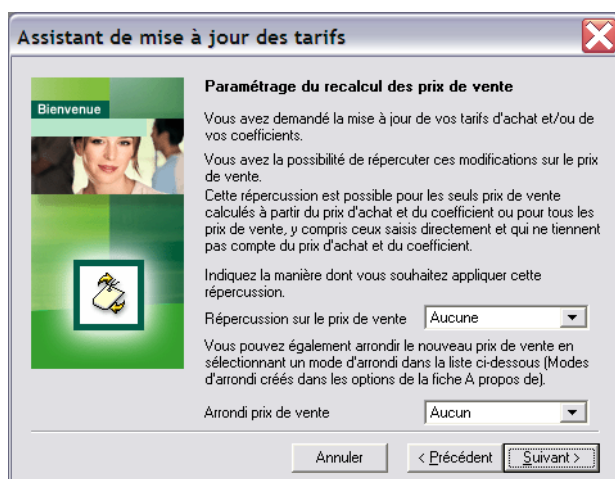 Assistant de mise à jour des tarifs
Bienvenue
Paramétrage du recalcul des prix de vente
Vous avez demandé la mise à jour de vos tarifs d'achat et/ou de
vos coefficients.
Vous avez la possibilité de répercuter ces modifications sur le prix
de vente.
Cette répercussion est possible pour les seuls prix de vente
calculés à partir du prix d'achat et du coefficient ou pour tous les
prix de vente, y compris ceux saisis directement et qui ne tiennent
pas compte du prix d'achat et du coefficient.
Indiquez la manière dont vous souhaitez appliquer cette
répercussion.
Répercussion sur le prix de vente Aucune
Vous pouvez également arrondir le nouveau prix de vente en
sélectionnant un mode d'arrondi dans la liste ci-dessous (Modes
d'arrondi créés dans les options de la fiche A propos de).
Arrondi prix de vente Aucun
Annuler < Précédent Suivant >